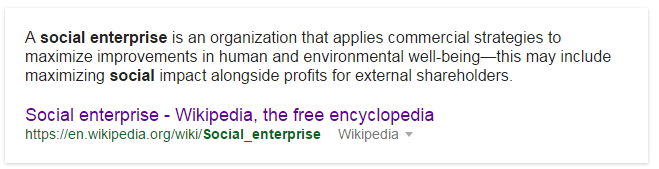 A social enterprise is an organization that applies commercial strategies to
maximize improvements in human and environmental well-being—this may include
maximizing social impact alongside profits for external shareholders.
Social enterprise - Wikipedia, the free encyclopedia
https://en.wikipedia.org/wiki/Social_enterprise Wikipedia